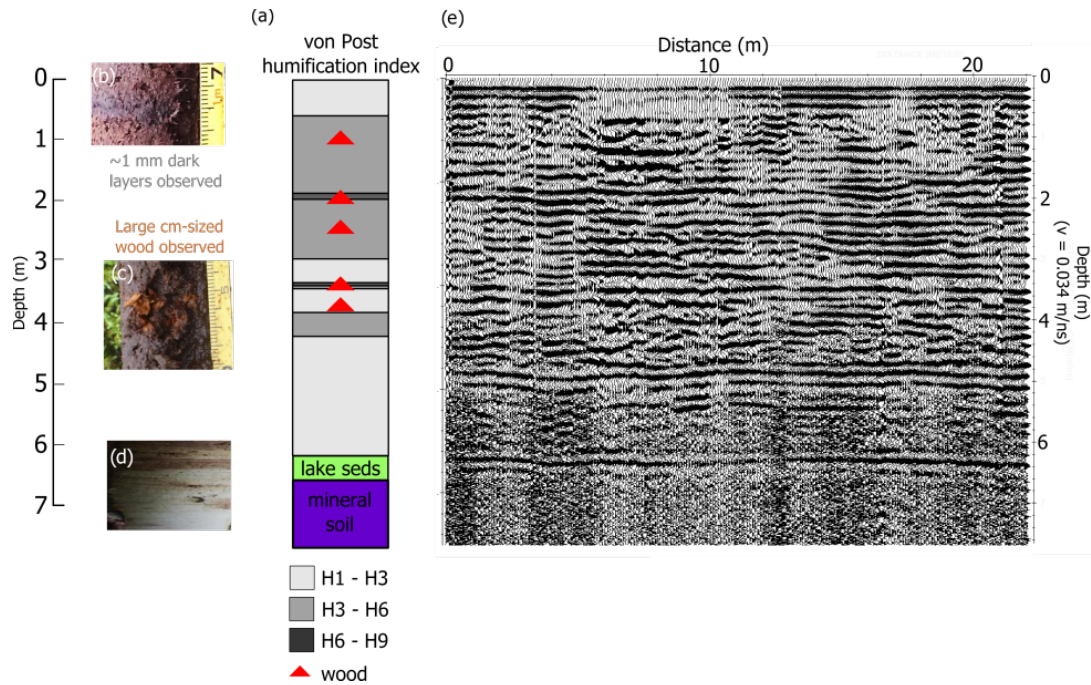 (a)
von Post
humification index
(b)
7
~1 mm dark
layers observed
Large cm-sized
wood observed
(c)
(d)
Depth (m)
0
1
2
3
4
5
6
7
lake seds
mineral
soil
H1 - H3
H3 - H6
H6 - H9
wood
(e)
Distance (m)
0 10 20
0
2
4
6
Depth (m)
(v = 0.034 m/ns)